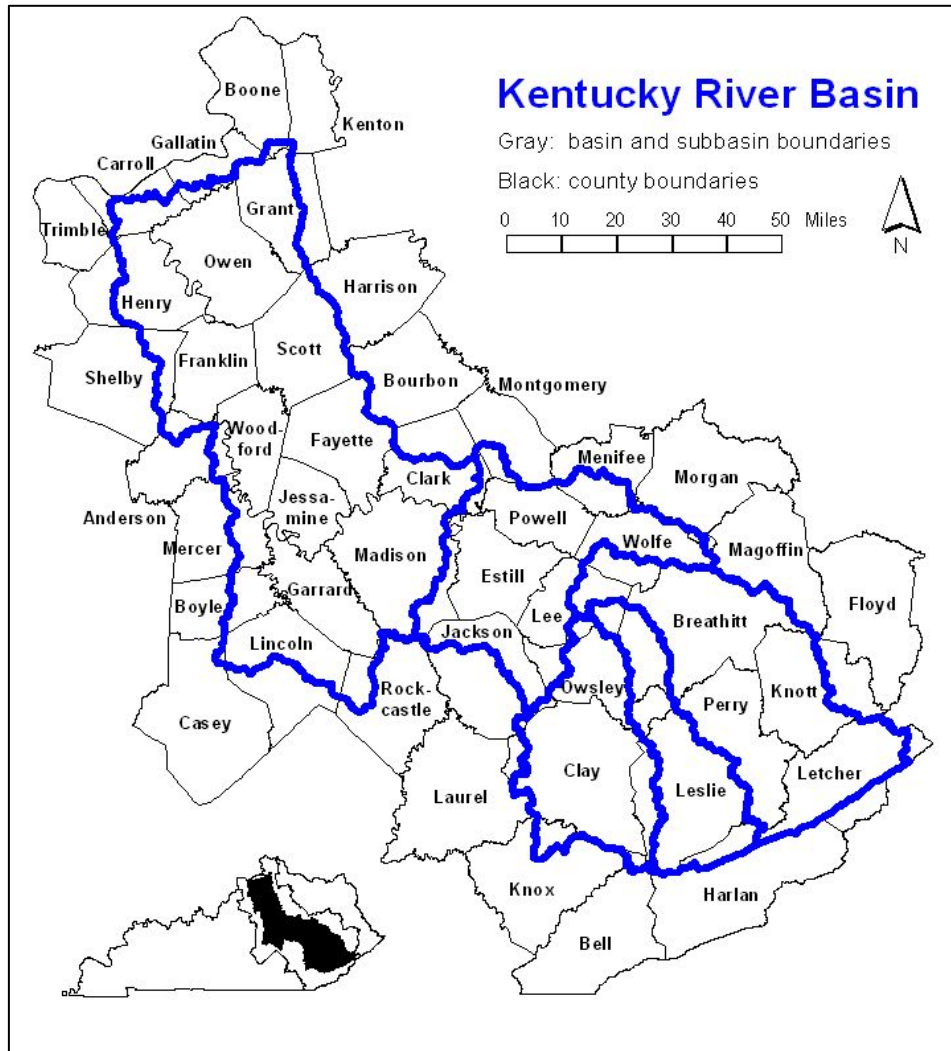 Boone
Kentucky River Basin
Kenton
Gallatin
Gray: basin and subbasin boundaries
Carroll
Black: county boundaries
Grant
0 10 20 30 40 50 Miles
Trimble
N
Owen
Harrison
Henry
Scott
Franklin
Shelby
Bourbon
Montgomery
Wood-
ford
Fayette
Menifee
Morgan
Clark
Jessa-
mine
Powell
Anderson
Wolfe
Mercer
Madison
Magoffin
Estill
Garrard
Floyd
Boyle
Lee
Breathitt
Jackson
Lincoln
Owsley
Knott
Rock-
castle
Perry
Casey
Clay
Letcher
Laurel
Leslie
Knox
Harlan
Bell